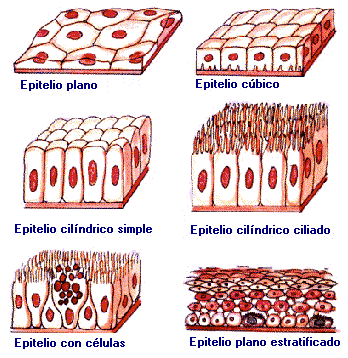 Epitelio plano
Epitelio cúbico
Epitelio cilíndrico simple
Epitelio cilíndrico ciliado
Epitelio con células
Epitelio plano estratificado